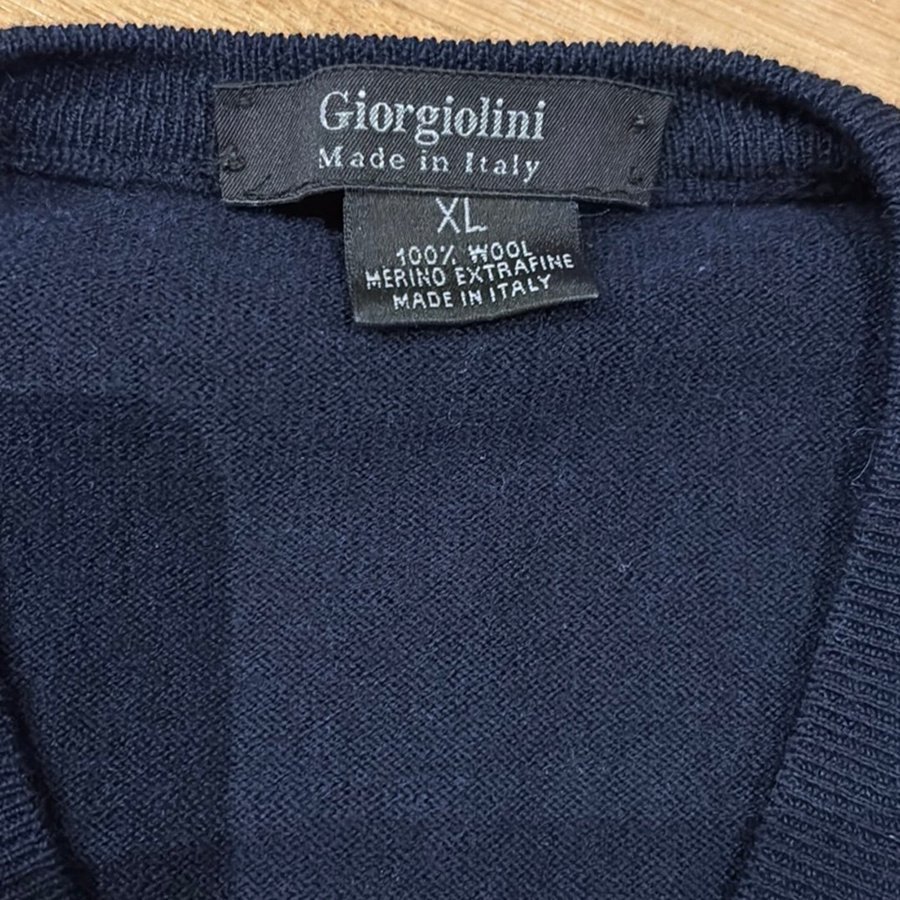 Giorgiolini
Made in Italy
XL
100% WOOL
MERINO EXTRAFINE
MADE IN ITALY